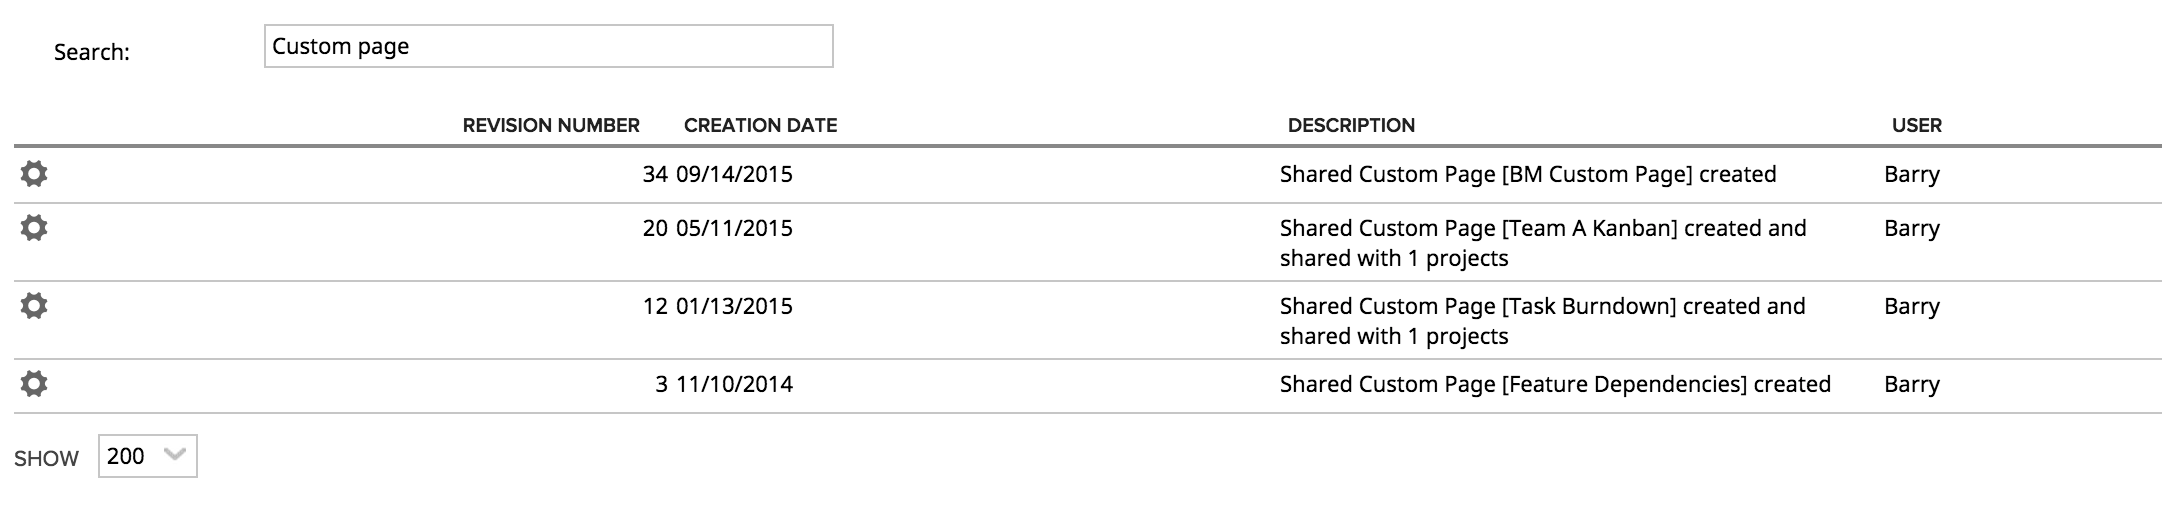 Search: Custom page
REVISION NUMBER CREATION DATE DESCRIPTION USER
34 09/14/2015 Shared Custom Page [BM Custom Page] created Barry
20 05/11/2015 Shared Custom Page [Team A Kanban] created and Barry
shared with 1 projects
12 01/13/2015 Shared Custom Page [Task Burndown] created and Barry
shared with 1 projects
3 11/10/2014 Shared Custom Page [Feature Dependencies] created Barry
SHOW 200